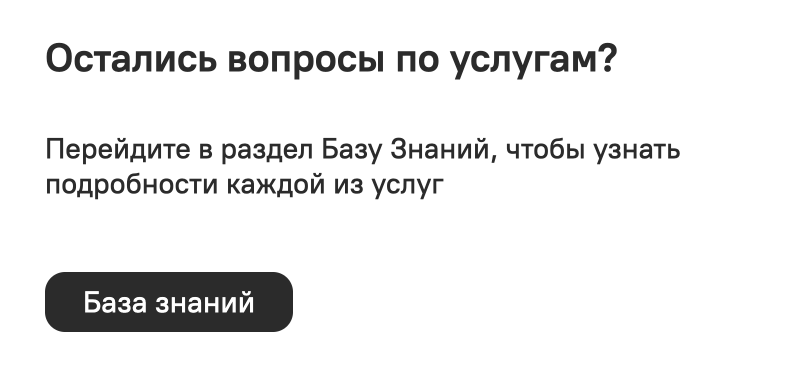 Остались вопросы по услугам?
Перейдите в раздел Базу Знаний, чтобы узнать
подробности каждой из услуг
База знаний